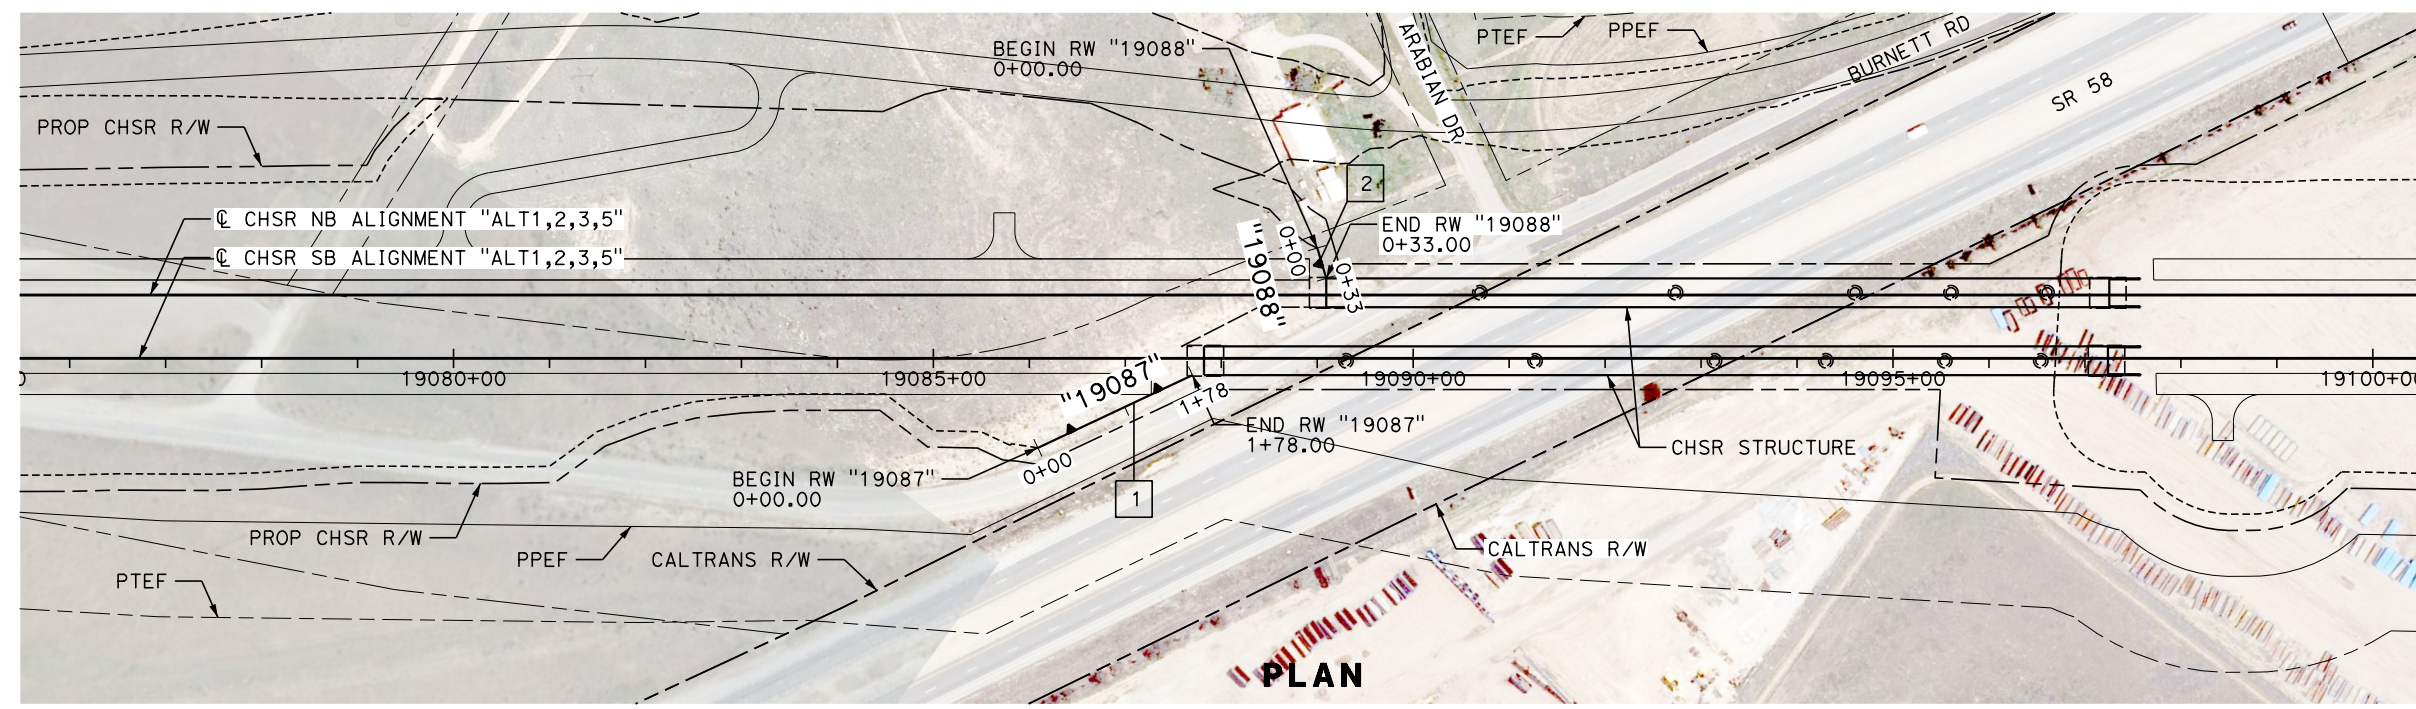 BEGIN RW "19088"
0+00.00
ARABIAN DR
PTEF
PPEF
BURNETT RD
SR 58
PROP CHSR R/W
2
℄ CHSR NB ALIGNMENT "ALT1,2,3,5"
END RW "19088"
0+33.00
"19088"
0+00
0+33
℄ CHSR SB ALIGNMENT "ALT1,2,3,5"
19080+00
19085+00
19090+00
19095+00
19100+0
"19087"
1+78
END RW "19087"
1+78.00
CHSR STRUCTURE
0+00
BEGIN RW "19087"
0+00.00
1
PROP CHSR R/W
PPEF
CALTRANS R/W
CALTRANS R/W
PTEF
PLAN